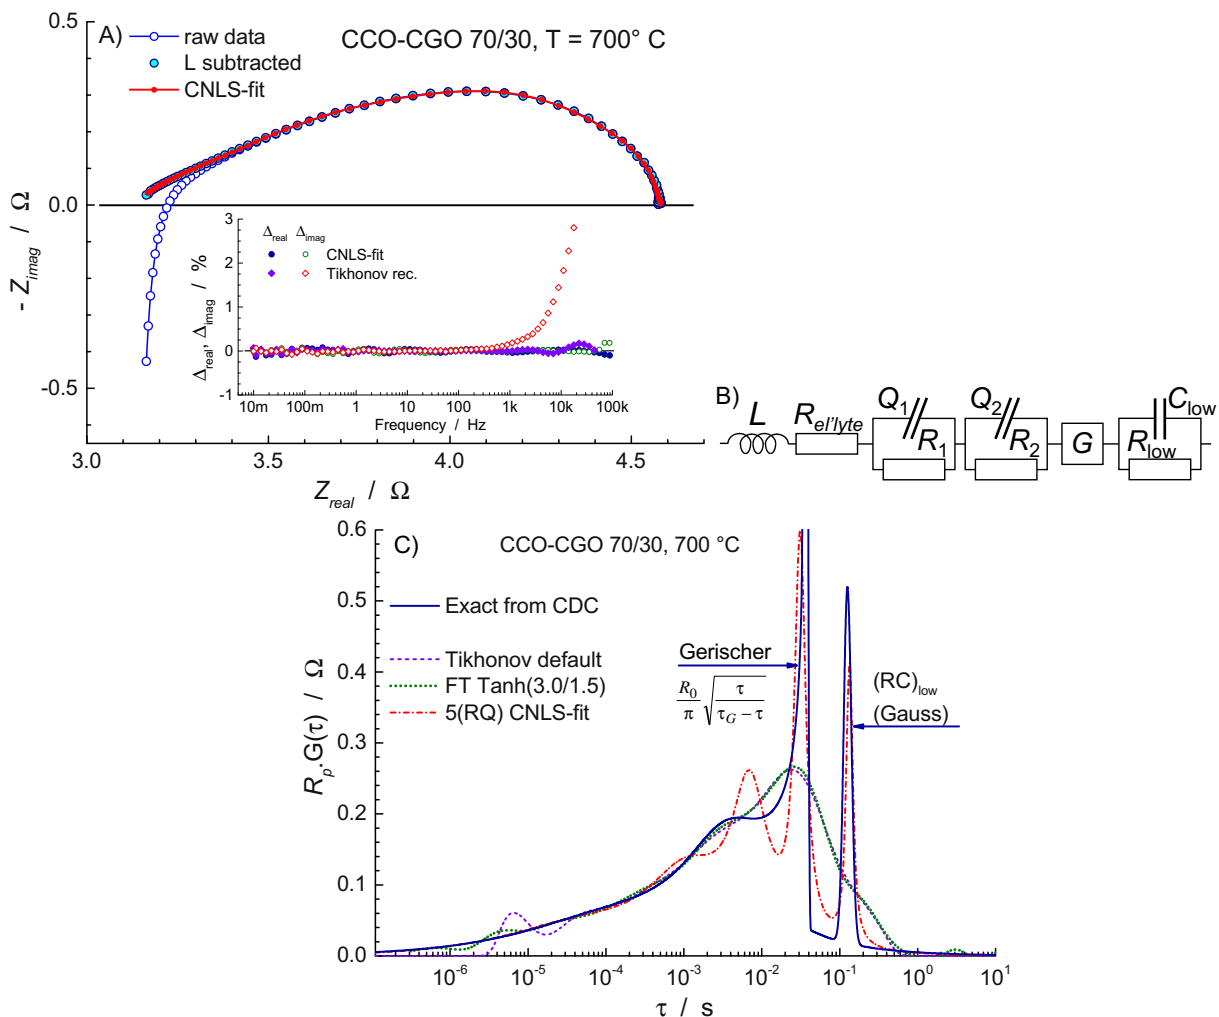 A)
CCO-CGO 70/30, T = 700° C
raw data
L subtracted
CNLS-fit
0.5
0.0
-0.5
- Z_imag / Ω
3.0
3.5
4.0
4.5
Z_real / Ω
Δ_real Δ_imag
CNLS-fit
Tikhonov rec.
3
2
1
0
-1
Δ_real, Δ_imag / %
10m 100m 1 10 100 1k 10k 100k
Frequency / Hz
B)
L
R_el'lyte
Q_1
R_1
Q_2
R_2
G
C_low
R_low
C)
CCO-CGO 70/30, 700 °C
Exact from CDC
Tikhonov default
FT Tanh(3.0/1.5)
5(RQ) CNLS-fit
Gerischer
R_0/π √(τ/(τ_G − τ))
(RC)_low
(Gauss)
0.6
0.5
0.4
0.3
0.2
0.1
0.0
R_p.G(τ) / Ω
10^-6 10^-5 10^-4 10^-3 10^-2 10^-1 10^0 10^1
τ / s